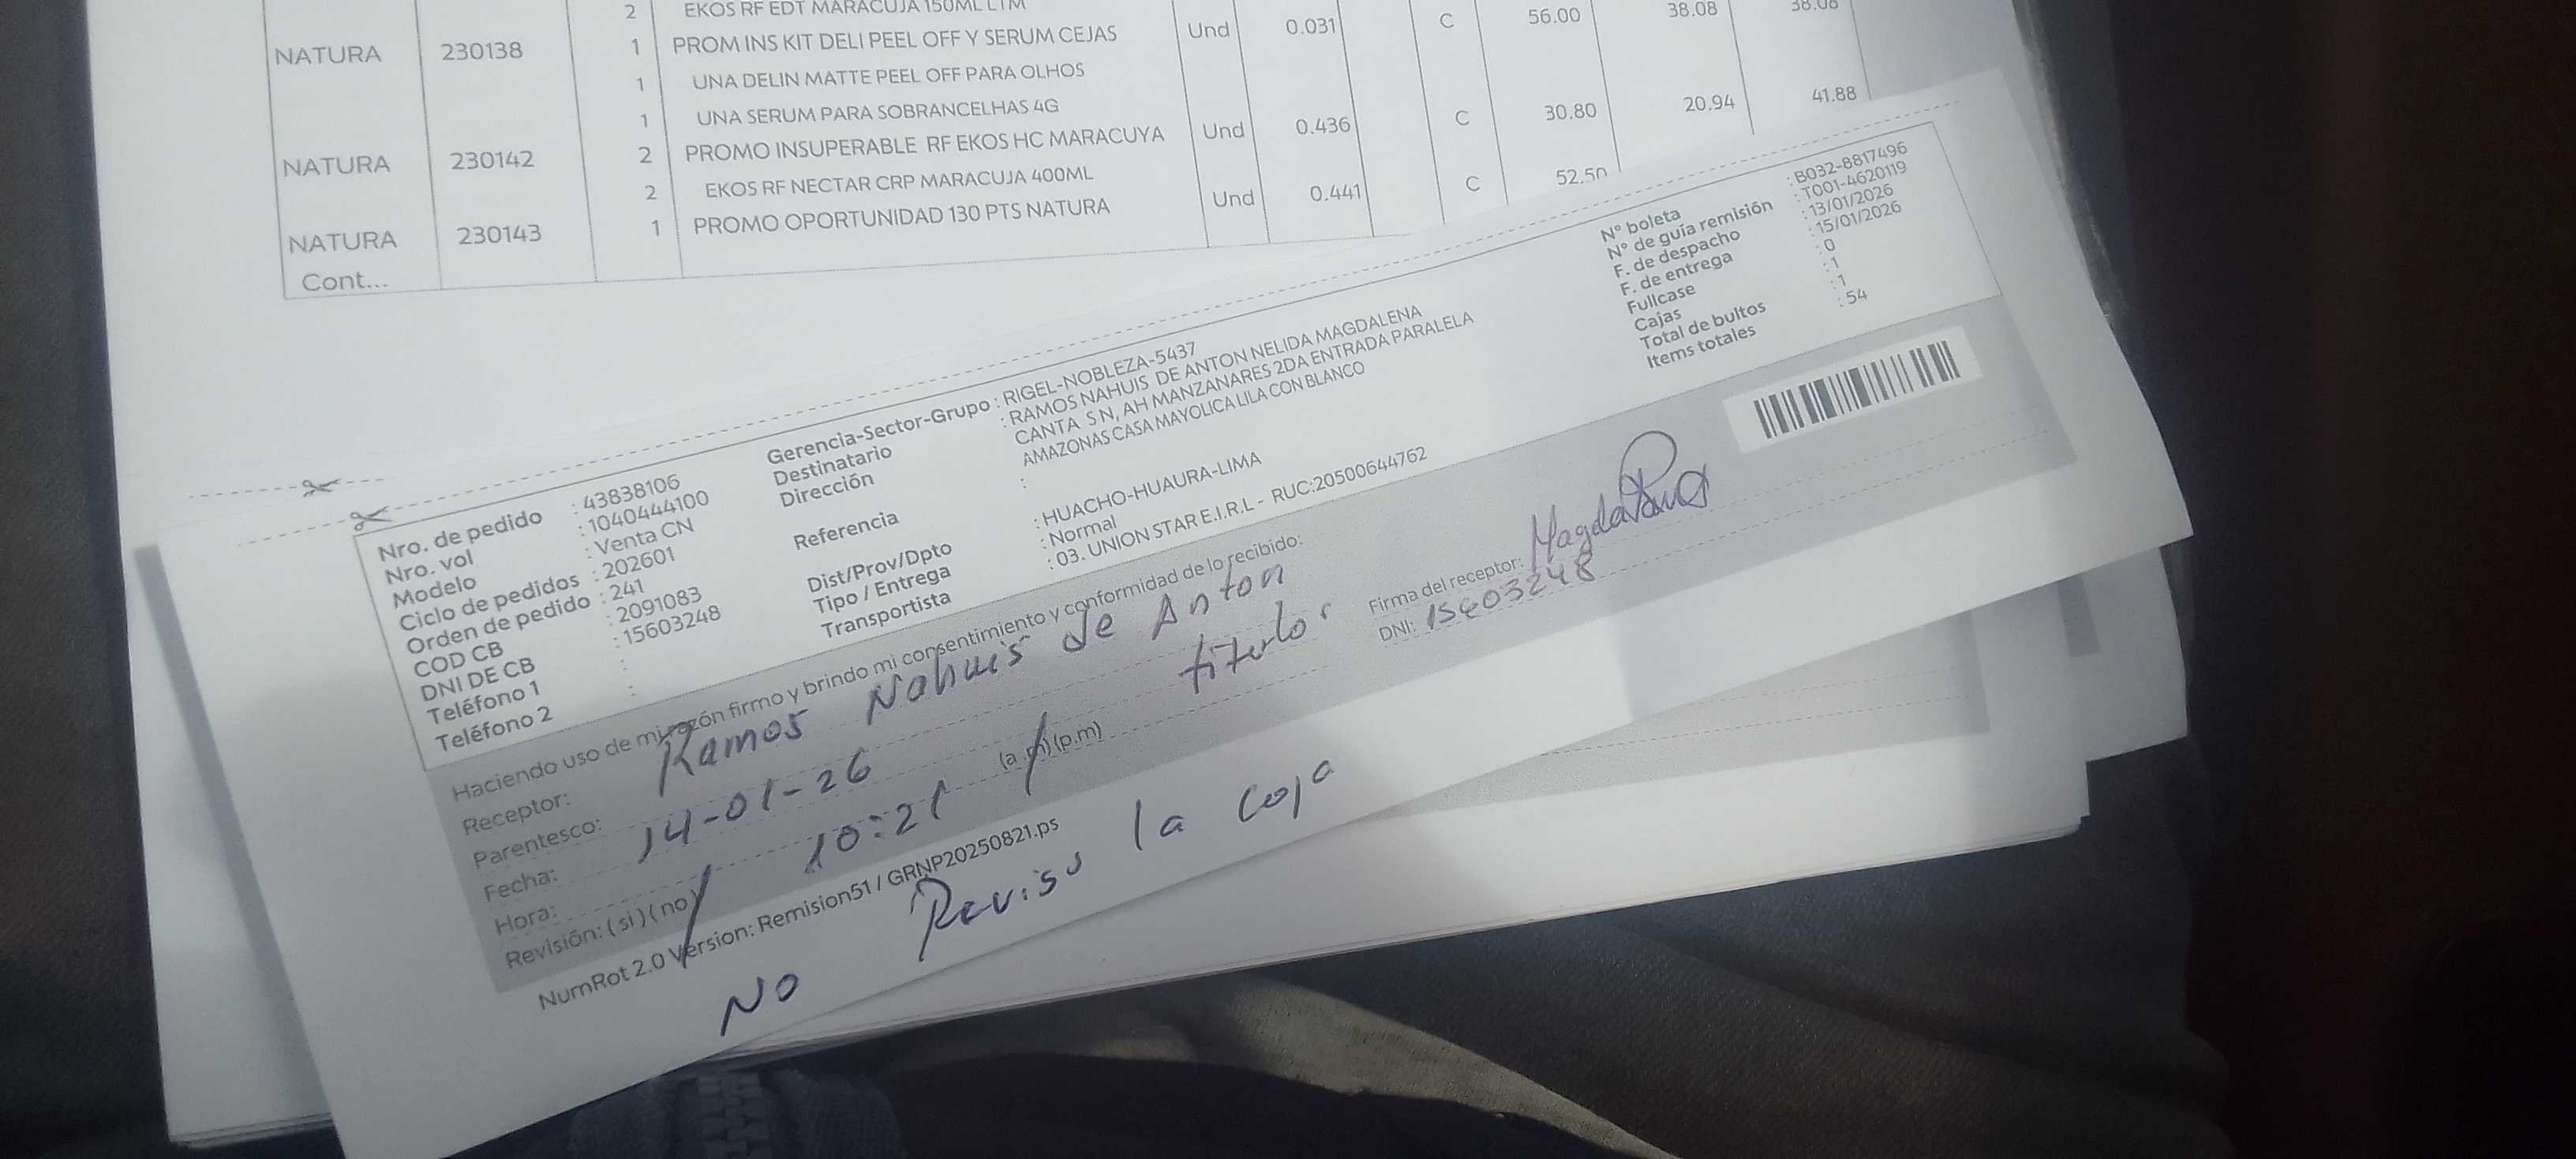 2 EKOS RF EDT MARACUJA 150ML LTM
NATURA 230138 1 PROM INS KIT DELI PEEL OFF Y SERUM CEJAS Und 0.031 C 56.00 38.08 38.08
1 UNA DELIN MATTE PEEL OFF PARA OLHOS
1 UNA SERUM PARA SOBRANCELHAS 4G
NATURA 230142 2 PROMO INSUPERABLE RF EKOS HC MARACUYA Und 0.436 C 30.80 20.94 41.88
2 EKOS RF NECTAR CRP MARACUJA 400ML
NATURA 230143 1 PROMO OPORTUNIDAD 130 PTS NATURA Und 0.441 C 52.50
Cont...
Nro. de pedido : 43838106
Nro. vol : 1040444100
Modelo : Venta CN
Ciclo de pedidos : 202601
Orden de pedido : 241
COD CB : 2091083
DNI DE CB : 15603248
Teléfono 1 :
Teléfono 2 :
Gerencia-Sector-Grupo : RIGEL-NOBLEZA-5437
Destinatario : RAMOS NAHUIS DE ANTON NELIDA MAGDALENA
Dirección CANTA S N, AH MANZANARES 2DA ENTRADA PARALELA
AMAZONAS CASA MAYOLICA LILA CON BLANCO
Referencia :
Dist/Prov/Dpto : HUACHO-HUAURA-LIMA
Tipo / Entrega : Normal
Transportista : 03. UNION STAR E.I.R.L - RUC:20500644762
N° boleta : B032-8817496
N° de guía remisión : T001-4620119
F. de despacho : 13/01/2026
F. de entrega : 15/01/2026
Fullcase : 0
Cajas : 1
Total de bultos : 1
Items totales : 54
Haciendo uso de mi razón firmo y brindo mi consentimiento y conformidad de lo recibido:
Receptor: Ramos Nahuis de Anton
Parentesco: titular
Fecha: 14-01-26
Hora: 10:21 (a.m) (p.m)
Revisión: (si) (no)
Firma del receptor: Magda
DNI: 15603248
NumRot 2.0 Version: Remision51 / GRNP20250821.ps
No Reviso la caja